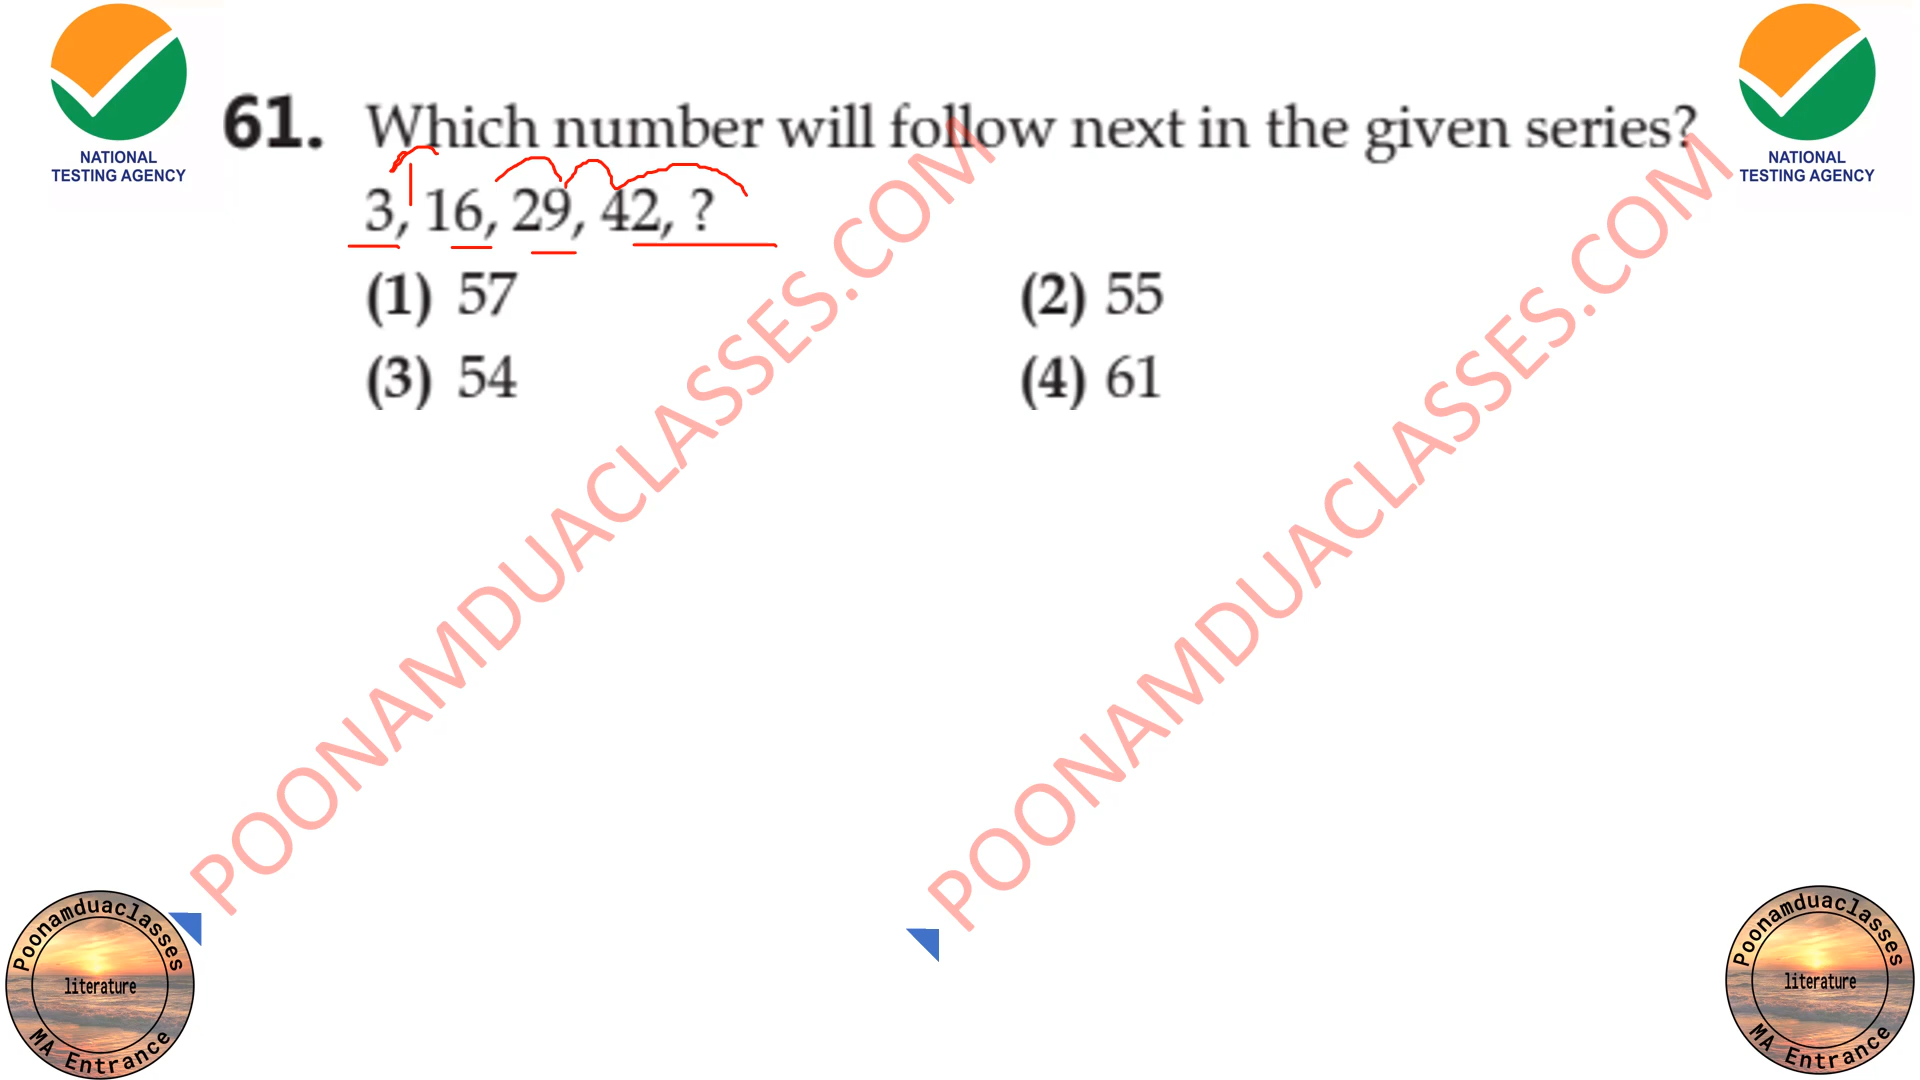 NATIONAL
TESTING AGENCY
NATIONAL
TESTING AGENCY
61. Which number will follow next in the given series?
3, 16, 29, 42, ?
(1) 57
(2) 55
(3) 54
(4) 61
POONAMDUACLASSES.COM
POONAMDUACLASSES.COM
Poonamduaclasses
literature
MA Entrance
Poonamduaclasses
literature
MA Entrance